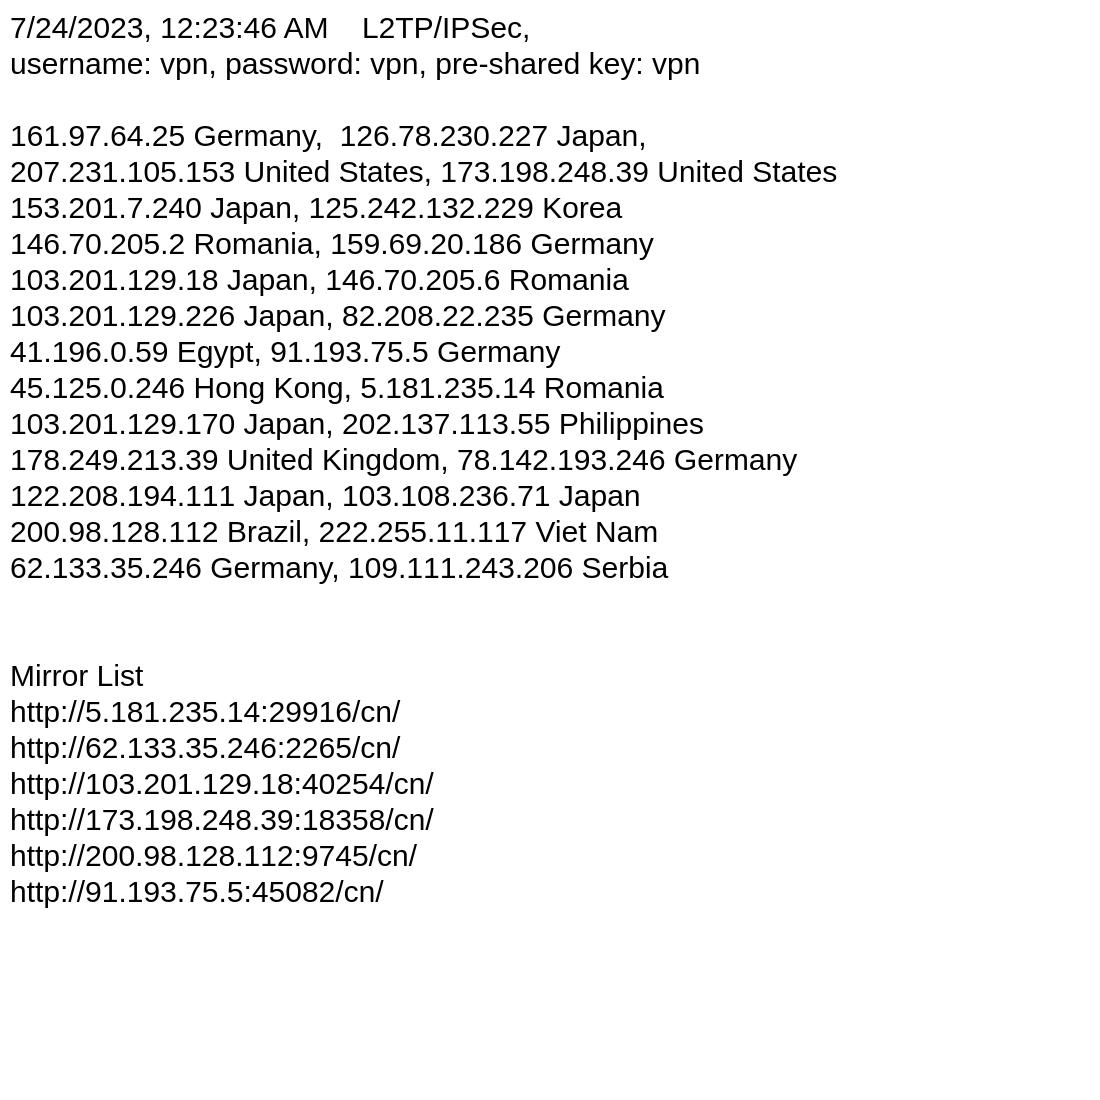 7/24/2023, 12:23:46 AM    L2TP/IPSec,
username: vpn, password: vpn, pre-shared key: vpn
161.97.64.25 Germany,  126.78.230.227 Japan,
207.231.105.153 United States, 173.198.248.39 United States
153.201.7.240 Japan, 125.242.132.229 Korea
146.70.205.2 Romania, 159.69.20.186 Germany
103.201.129.18 Japan, 146.70.205.6 Romania
103.201.129.226 Japan, 82.208.22.235 Germany
41.196.0.59 Egypt, 91.193.75.5 Germany
45.125.0.246 Hong Kong, 5.181.235.14 Romania
103.201.129.170 Japan, 202.137.113.55 Philippines
178.249.213.39 United Kingdom, 78.142.193.246 Germany
122.208.194.111 Japan, 103.108.236.71 Japan
200.98.128.112 Brazil, 222.255.11.117 Viet Nam
62.133.35.246 Germany, 109.111.243.206 Serbia
Mirror List
http://5.181.235.14:29916/cn/
http://62.133.35.246:2265/cn/
http://103.201.129.18:40254/cn/
http://173.198.248.39:18358/cn/
http://200.98.128.112:9745/cn/
http://91.193.75.5:45082/cn/